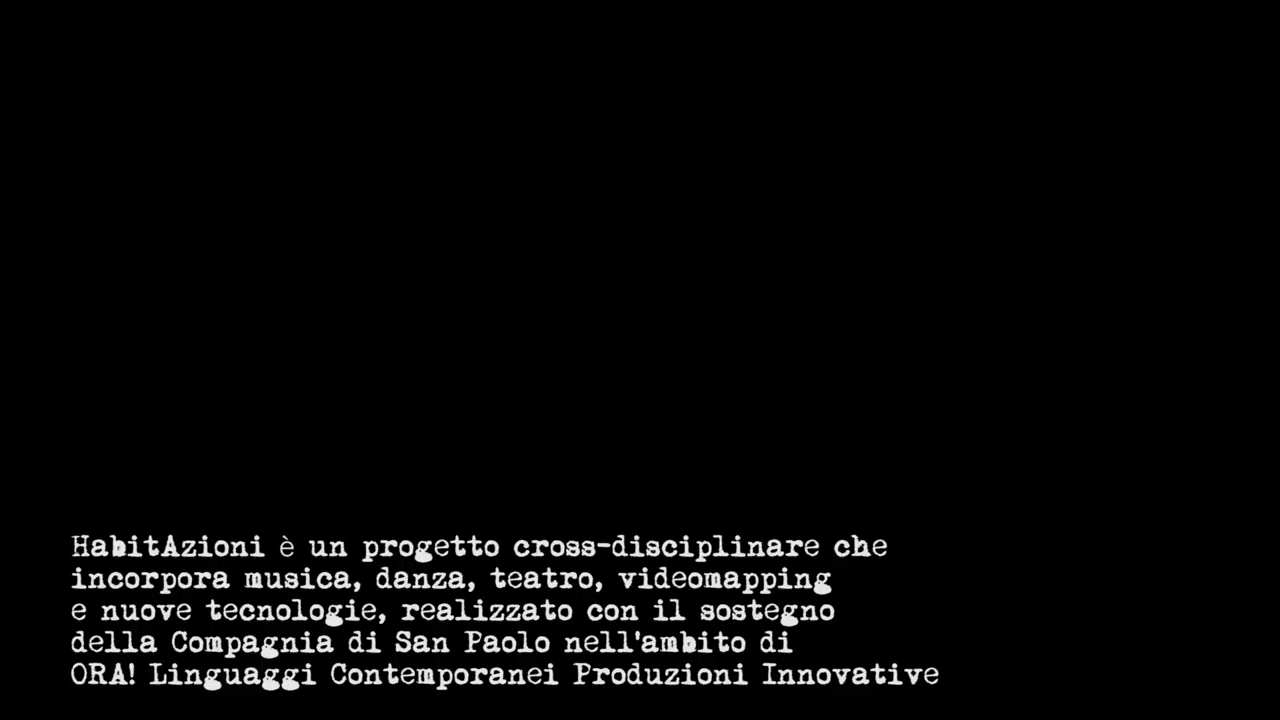 HabitAzioni è un progetto cross-disciplinare che
incorpora musica, danza, teatro, videomapping
e nuove tecnologie, realizzato con il sostegno
della Compagnia di San Paolo nell'ambito di
ORA! Linguaggi Contemporanei Produzioni Innovative